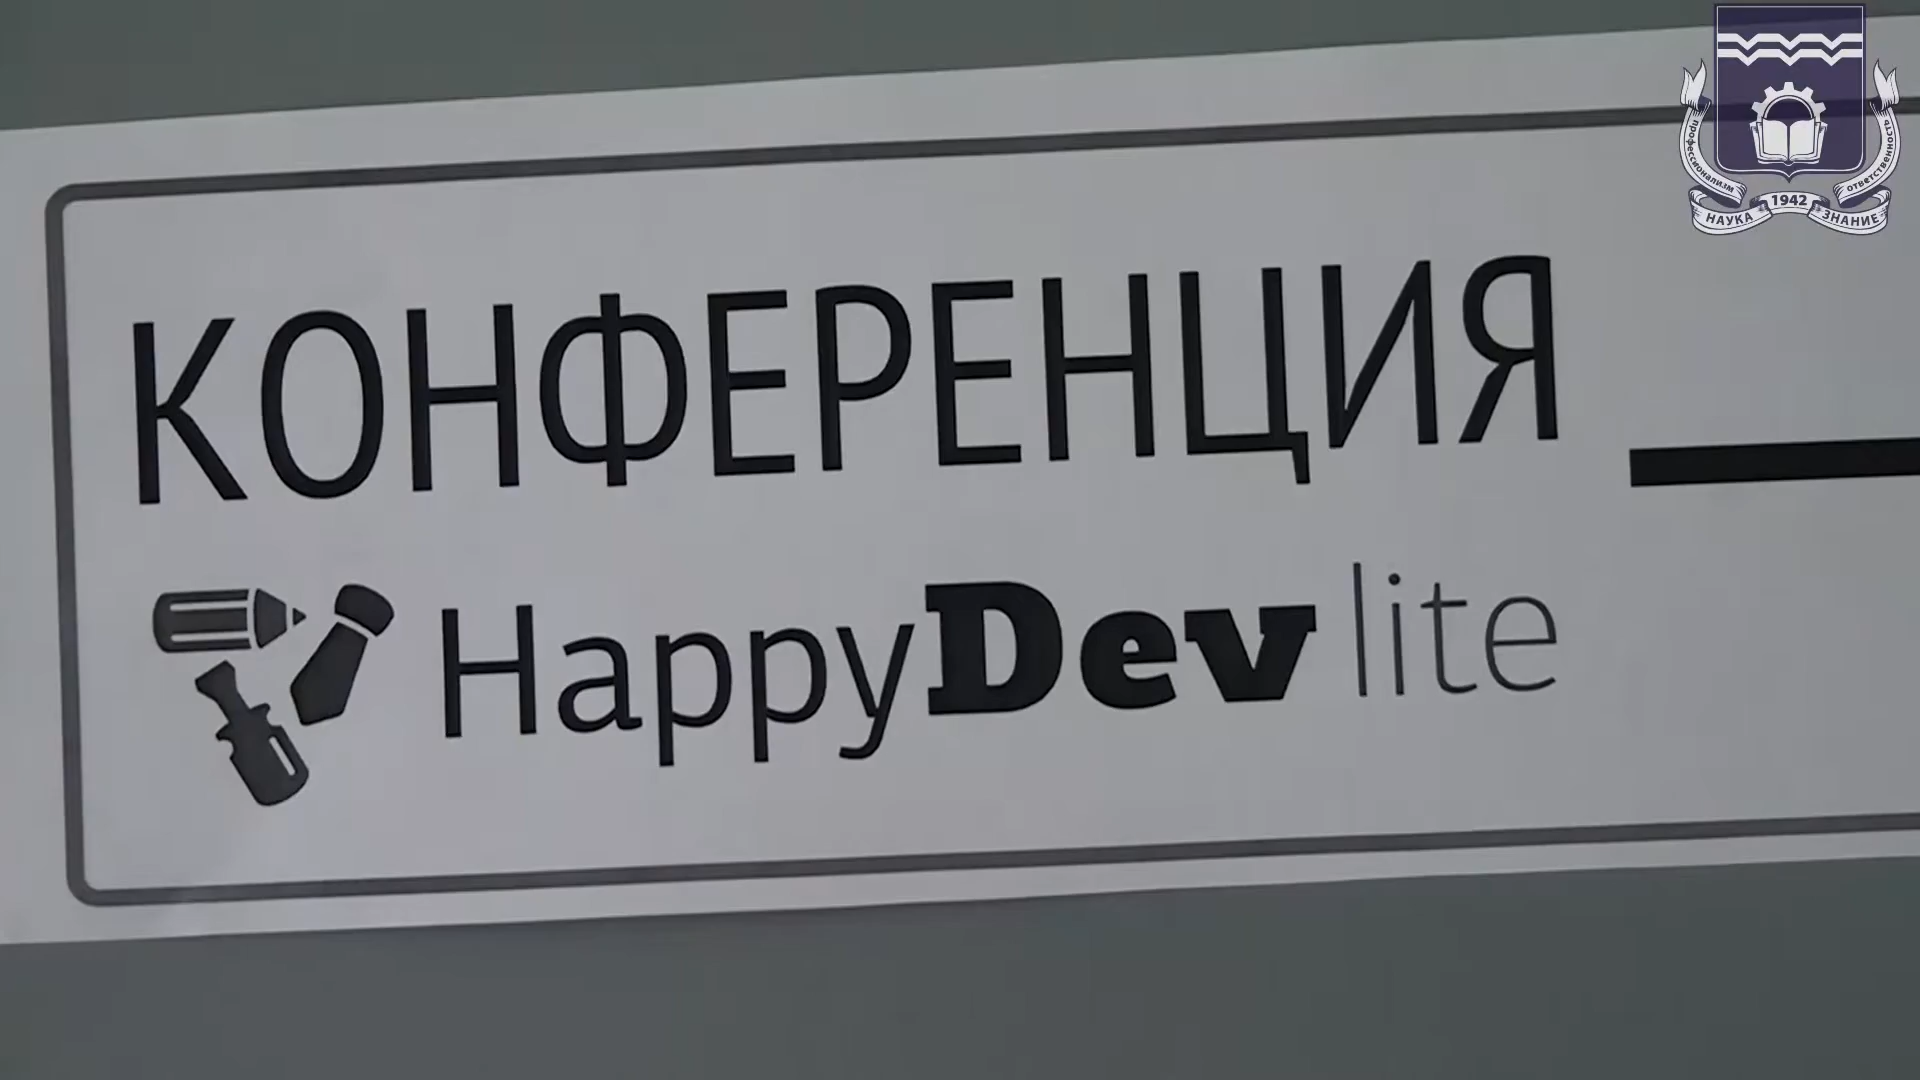 КОНФЕРЕНЦИЯ
HappyDev lite
профессионализм
ответственность
НАУКА 1942 ЗНАНИЕ